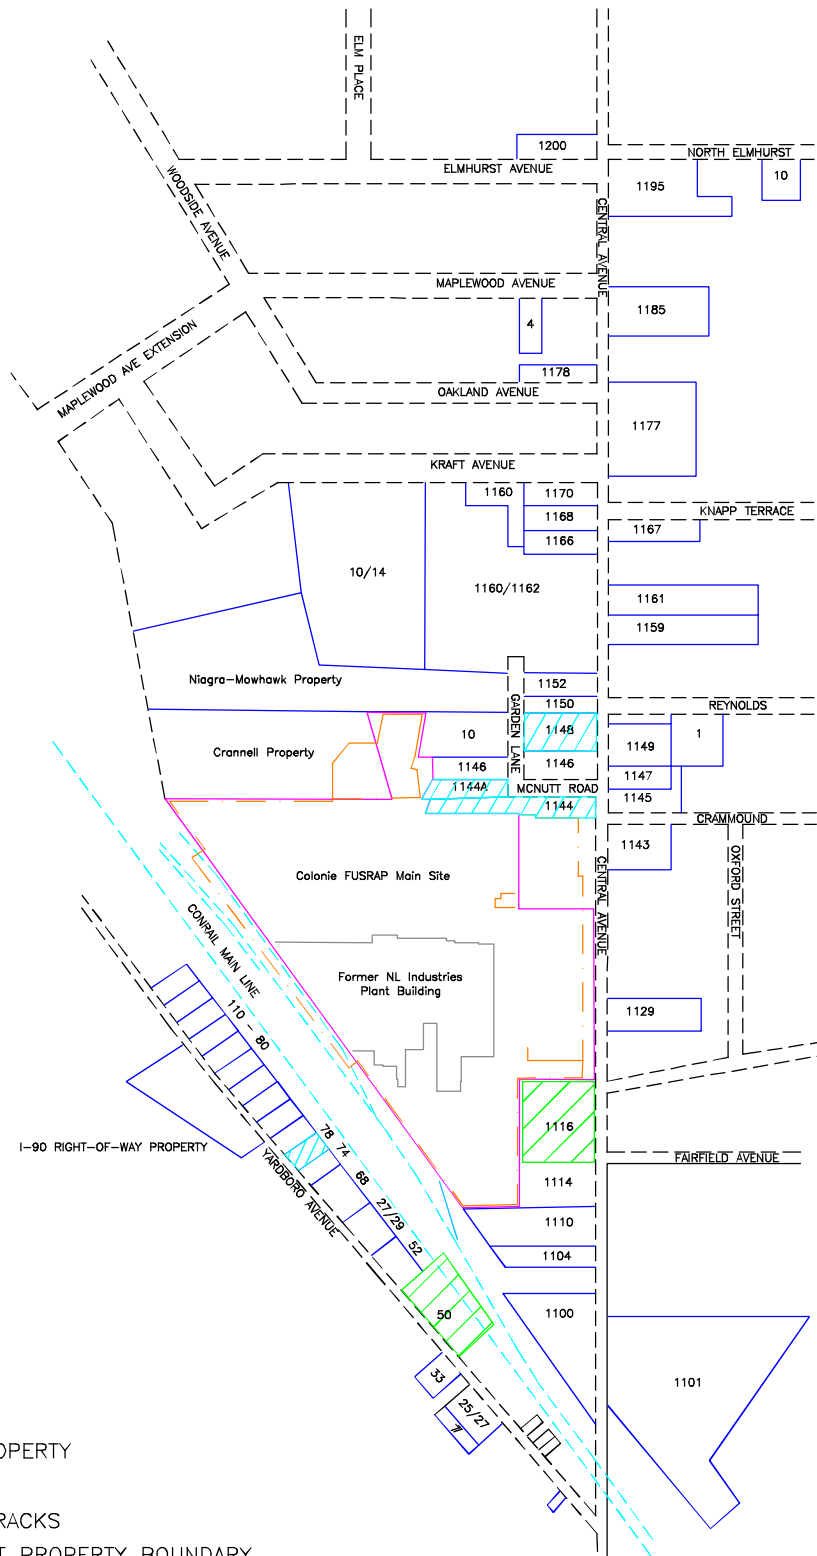 ELM PLACE
1200
NORTH ELMHURST
ELMHURST AVENUE
WOODSIDE AVENUE
10
1195
CENTRAL AVENUE
MAPLEWOOD AVENUE
4
1185
MAPLEWOOD AVE EXTENSION
1178
OAKLAND AVENUE
1177
KRAFT AVENUE
1160
1170
1168
1166
KNAPP TERRACE
1167
10/14
1160/1162
1161
1159
Niagra-Mowhawk Property
1152
1150
GARDEN LANE
REYNOLDS
1148
10
1
1149
Crannell Property
1146
1146
1147
1144A
MCNUTT ROAD
1145
1144
CRAMMOUND
1143
OXFORD STREET
CENTRAL AVENUE
Colonie FUSRAP Main Site
CONRAIL MAIN LINE
Former NL Industries
Plant Building
110 - 80
1129
1116
78
74
68
27/29
52
I-90 RIGHT-OF-WAY PROPERTY
YARDBORO AVENUE
FAIRFIELD AVENUE
1114
1110
1104
50
1100
33
25/27
1101
OPERTY
RACKS
T PROPERTY BOUNDARY